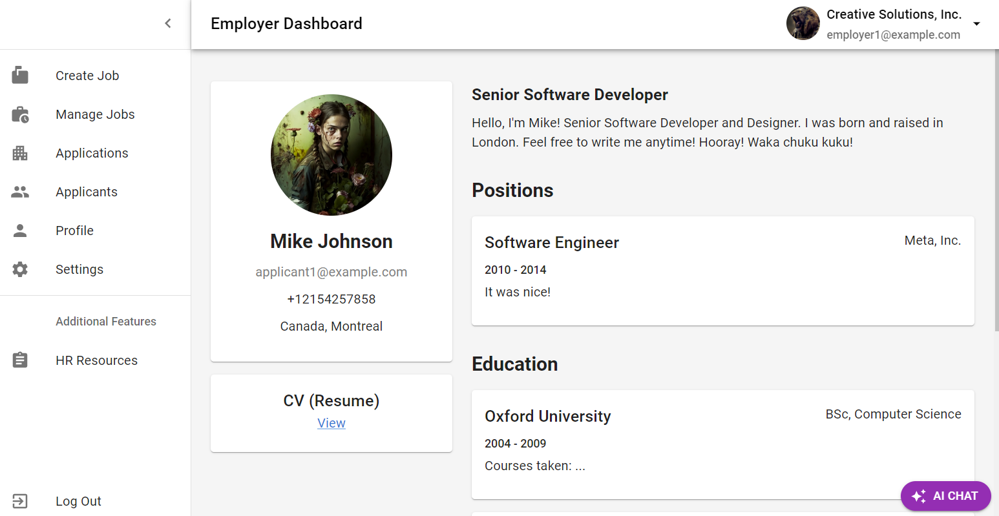 Employer Dashboard
Creative Solutions, Inc.
employer1@example.com
Create Job
Manage Jobs
Applications
Applicants
Profile
Settings
Additional Features
HR Resources
Log Out
Mike Johnson
applicant1@example.com
+12154257858
Canada, Montreal
CV (Resume)
View
Senior Software Developer
Hello, I'm Mike! Senior Software Developer and Designer. I was born and raised in
London. Feel free to write me anytime! Hooray! Waka chuku kuku!
Positions
Software Engineer
Meta, Inc.
2010 - 2014
It was nice!
Education
Oxford University
BSc, Computer Science
2004 - 2009
Courses taken: ...
AI CHAT